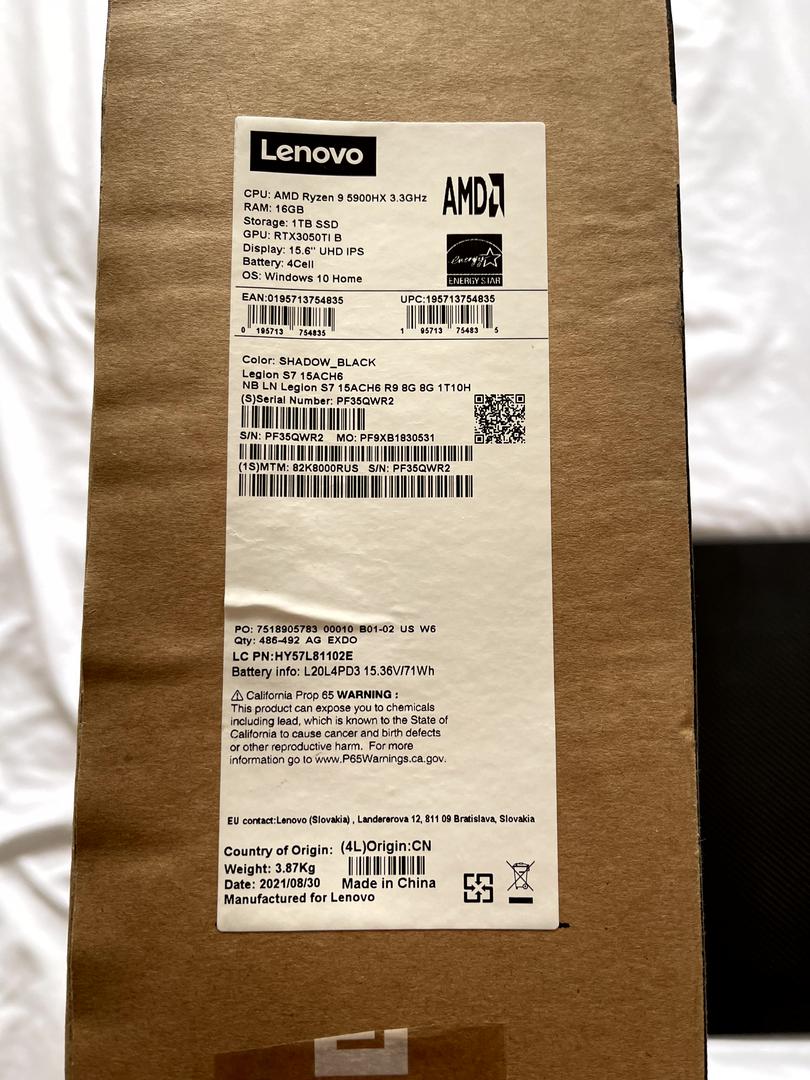 Lenovo
CPU: AMD Ryzen 9 5900HX 3.3GHz
RAM: 16GB
Storage: 1TB SSD
GPU: RTX3050TI B
Display: 15.6" UHD IPS
Battery: 4Cell
OS: Windows 10 Home
AMD
energy
ENERGY STAR
EAN:0195713754835 UPC:195713754835
0 195713 754835 1 95713 75483 5
Color: SHADOW_BLACK
Legion S7 15ACH6
NB LN Legion S7 15ACH6 R9 8G 8G 1T10H
(S)Serial Number: PF35QWR2
S/N: PF35QWR2 MO: PF9XB1830531
(1S)MTM: 82K8000RUS S/N: PF35QWR2
PO: 7518905783 00010 B01-02 US W6
Qty: 486-492 AG EXDO
LC PN:HY57L81102E
Battery info: L20L4PD3 15.36V/71Wh
⚠ California Prop 65 WARNING :
This product can expose you to chemicals
including lead, which is known to the State of
California to cause cancer and birth defects
or other reproductive harm. For more
information go to www.P65Warnings.ca.gov.
EU contact:Lenovo (Slovakia) , Landererova 12, 811 09 Bratislava, Slovakia
Country of Origin: (4L)Origin:CN
Weight: 3.87Kg
Date: 2021/08/30 Made in China
Manufactured for Lenovo